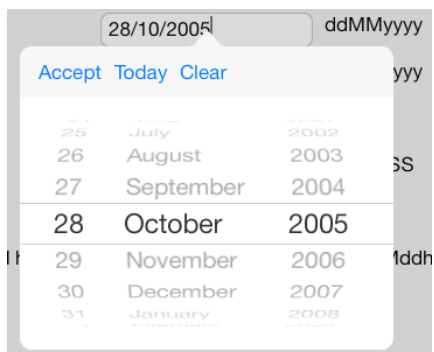 28/10/2005 ddMMyyyy
Accept Today Clear yyy
25 July 2002
26 August 2003 SS
27 September 2004
28 October 2005
29 November 2006 Mddh
30 December 2007
31 January 2008